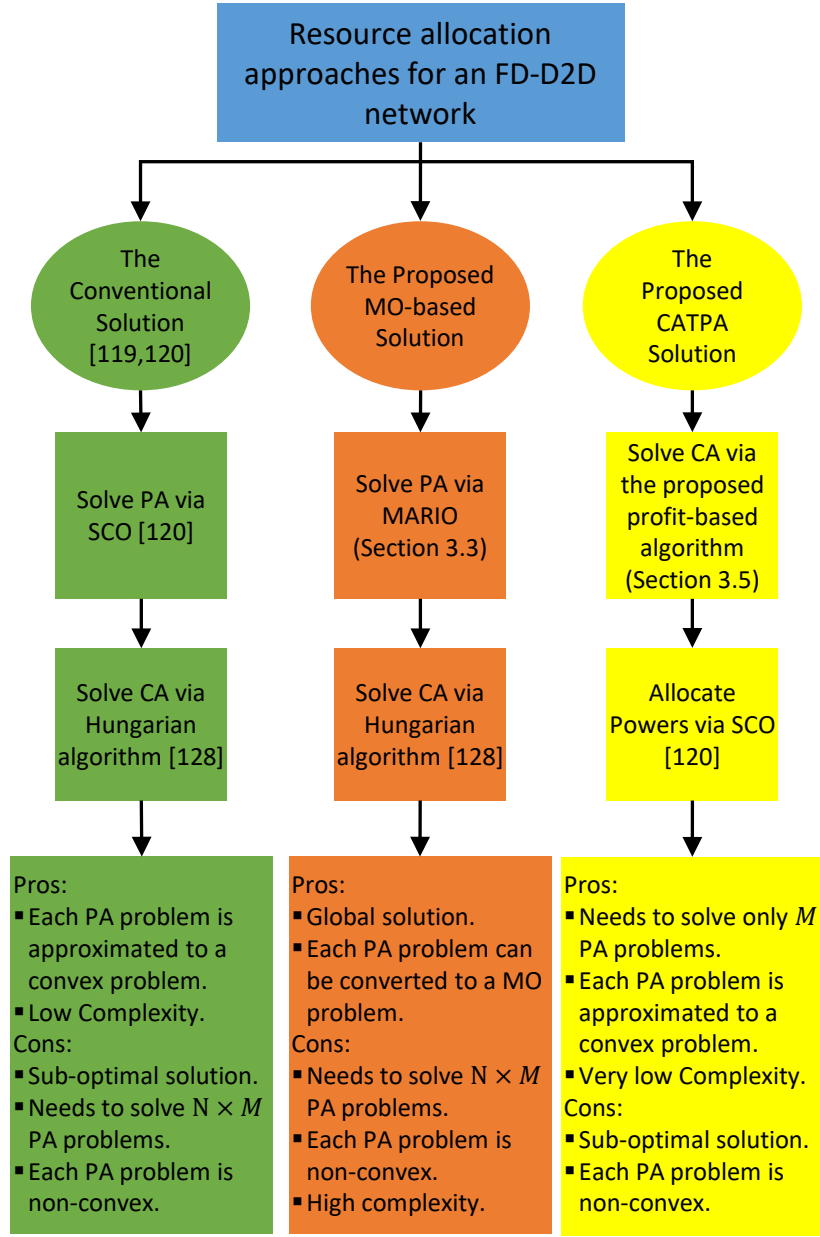 Resource allocation
approaches for an FD-D2D
network
The
Conventional
Solution
[119,120]
The Proposed
MO-based
Solution
The
Proposed
CATPA
Solution
Solve PA via
SCO [120]
Solve PA via
MARIO
(Section 3.3)
Solve CA via
the proposed
profit-based
algorithm
(Section 3.5)
Solve CA via
Hungarian
algorithm [128]
Solve CA via
Hungarian
algorithm [128]
Allocate
Powers via SCO
[120]
Pros:
▪ Each PA problem is
approximated to a
convex problem.
▪ Low Complexity.
Cons:
▪ Sub-optimal solution.
▪ Needs to solve N × M
PA problems.
▪ Each PA problem is
non-convex.
Pros:
▪ Global solution.
▪ Each PA problem can
be converted to a MO
problem.
Cons:
▪ Needs to solve N × M
PA problems.
▪ Each PA problem is
non-convex.
▪ High complexity.
Pros:
▪ Needs to solve only M
PA problems.
▪ Each PA problem is
approximated to a
convex problem.
▪ Very low Complexity.
Cons:
▪ Sub-optimal solution.
▪ Each PA problem is
non-convex.